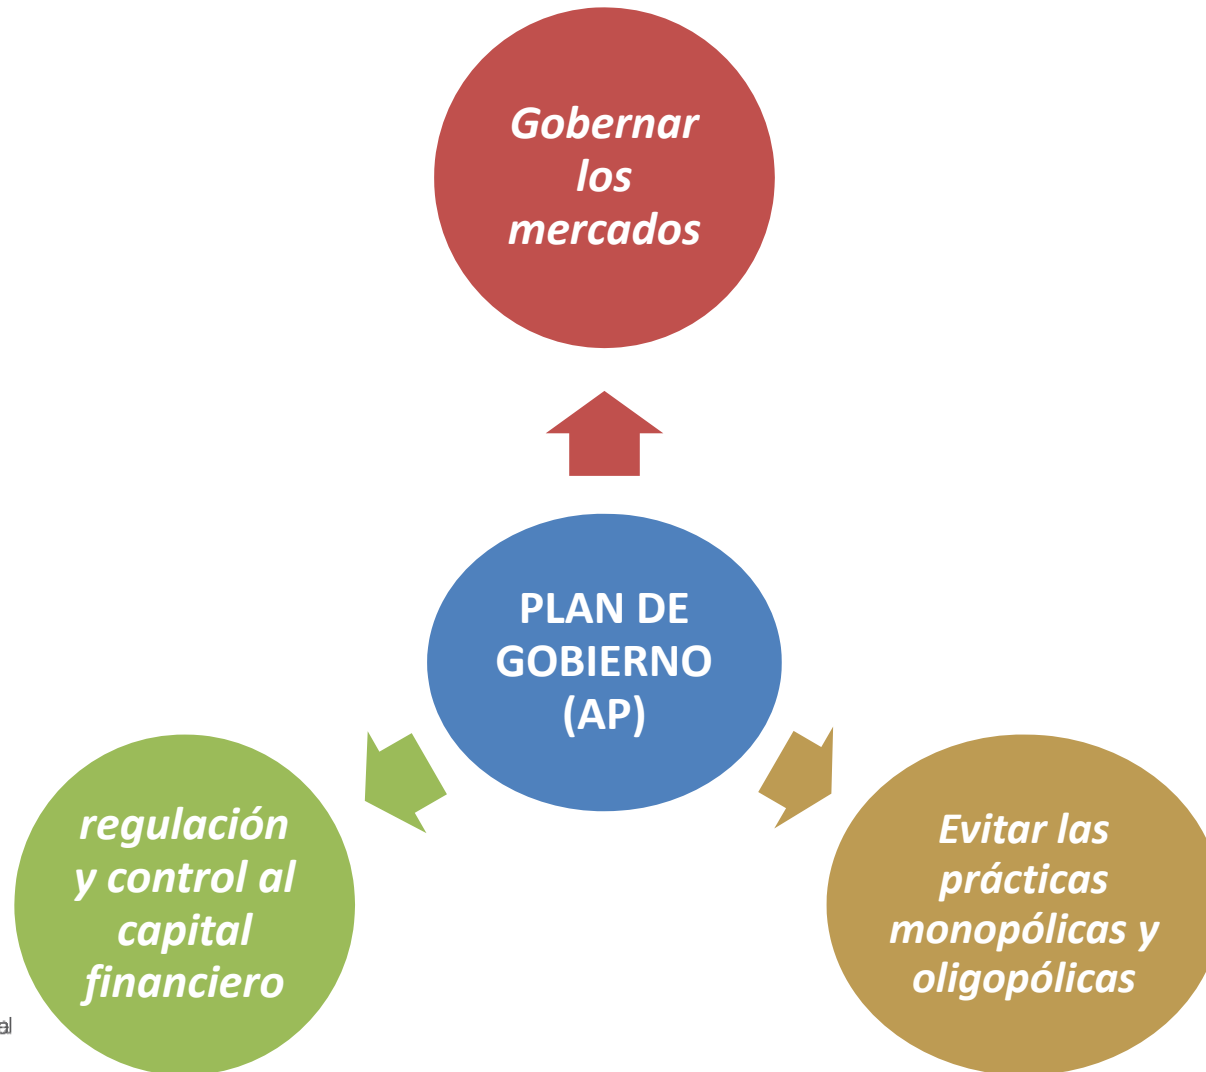 Gobernar
los
mercados
PLAN DE
GOBIERNO
(AP)
regulación
y control al
capital
financiero
Evitar las
prácticas
monopólicas y
oligopólicas